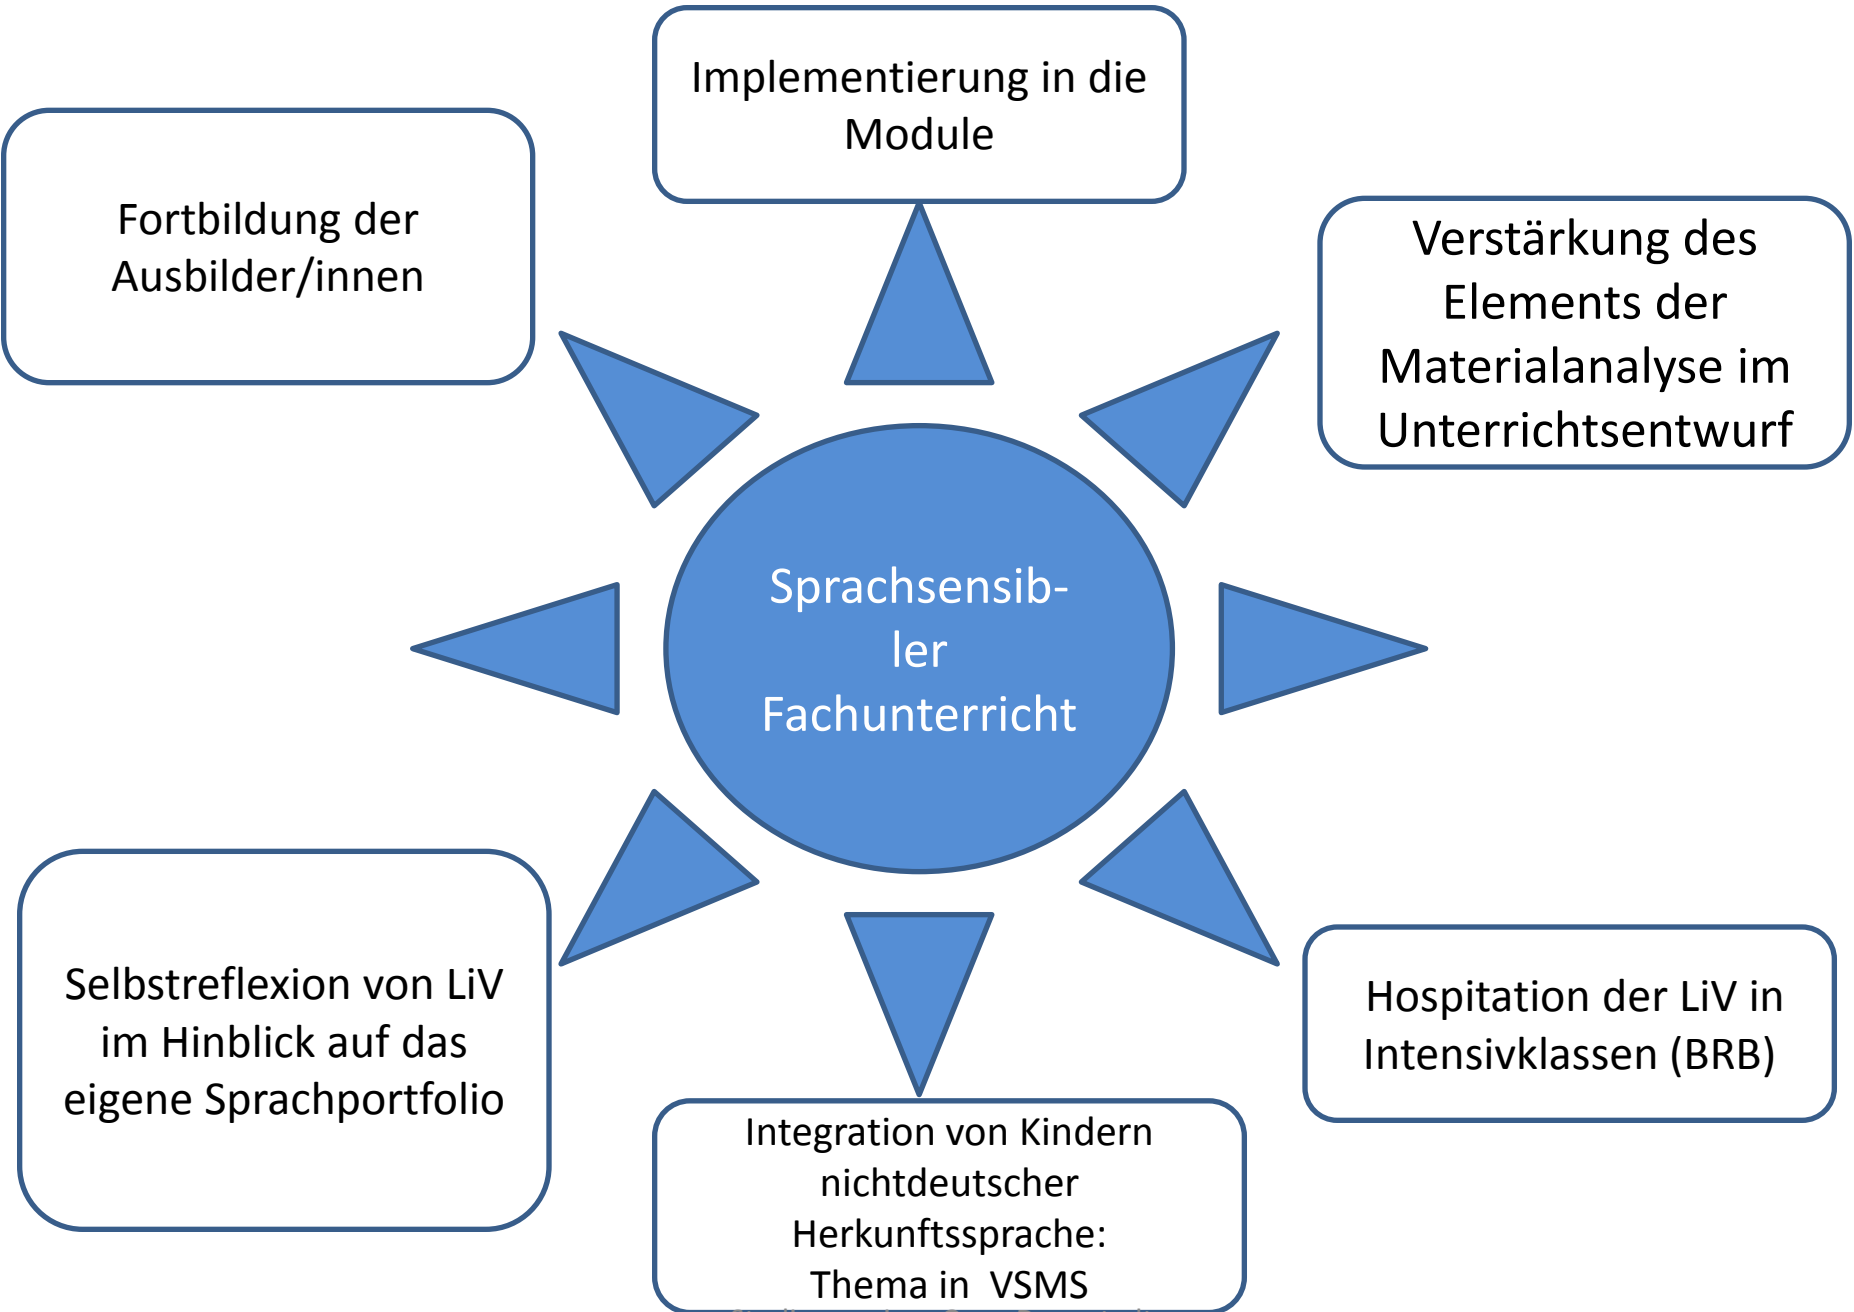 Implementierung in die
Module
Fortbildung der
Ausbilder/innen
Verstärkung des
Elements der
Materialanalyse im
Unterrichtsentwurf
Sprachsensib-
ler
Fachunterricht
Selbstreflexion von LiV
im Hinblick auf das
eigene Sprachportfolio
Hospitation der LiV in
Intensivklassen (BRB)
Integration von Kindern
nichtdeutscher
Herkunftssprache:
Thema in VSMS